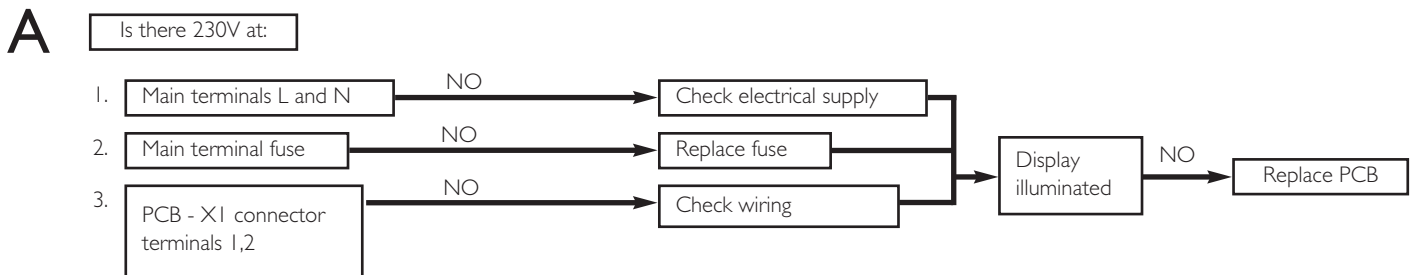 A
Is there 230V at:
1. Main terminals L and N
NO
Check electrical supply
2. Main terminal fuse
NO
Replace fuse
3. PCB - X1 connector
terminals 1,2
NO
Check wiring
Display
illuminated
NO
Replace PCB